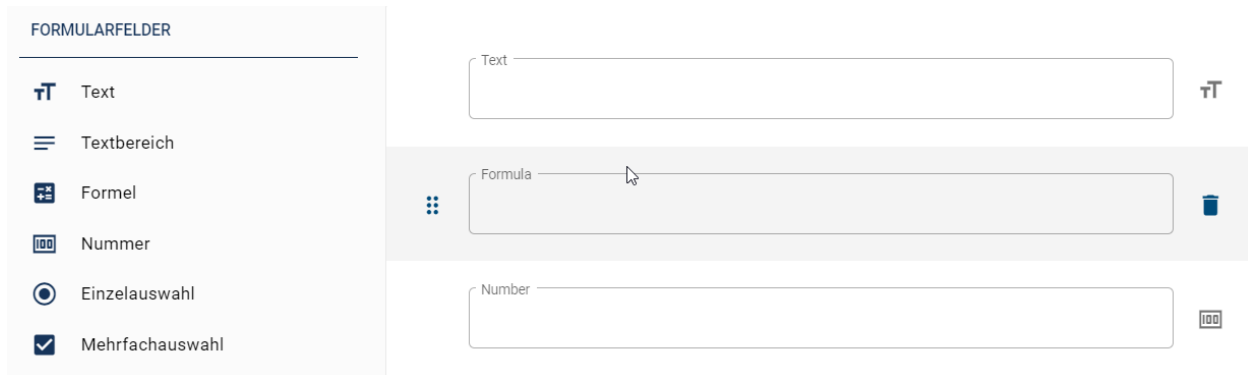 FORMULARFELDER
Text
Textbereich
Formel
Nummer
Einzelauswahl
Mehrfachauswahl
Text
Formula
Number